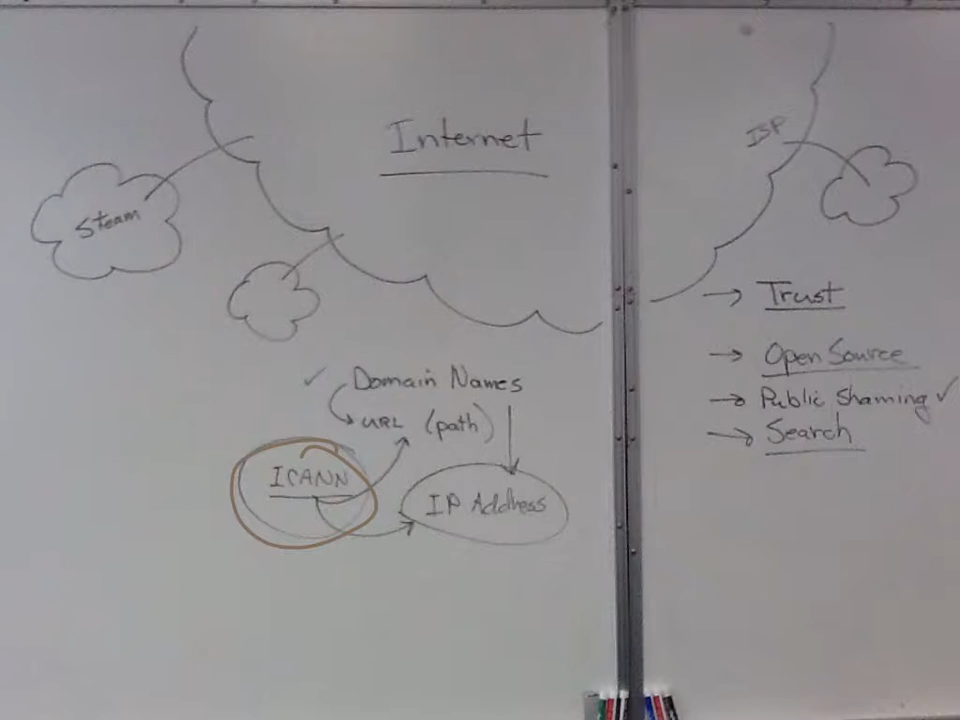 Internet
ISP
Steam
Domain Names
URL (path)
ICANN
IP Address
Trust
Open Source
Public Shaming ✓
Search